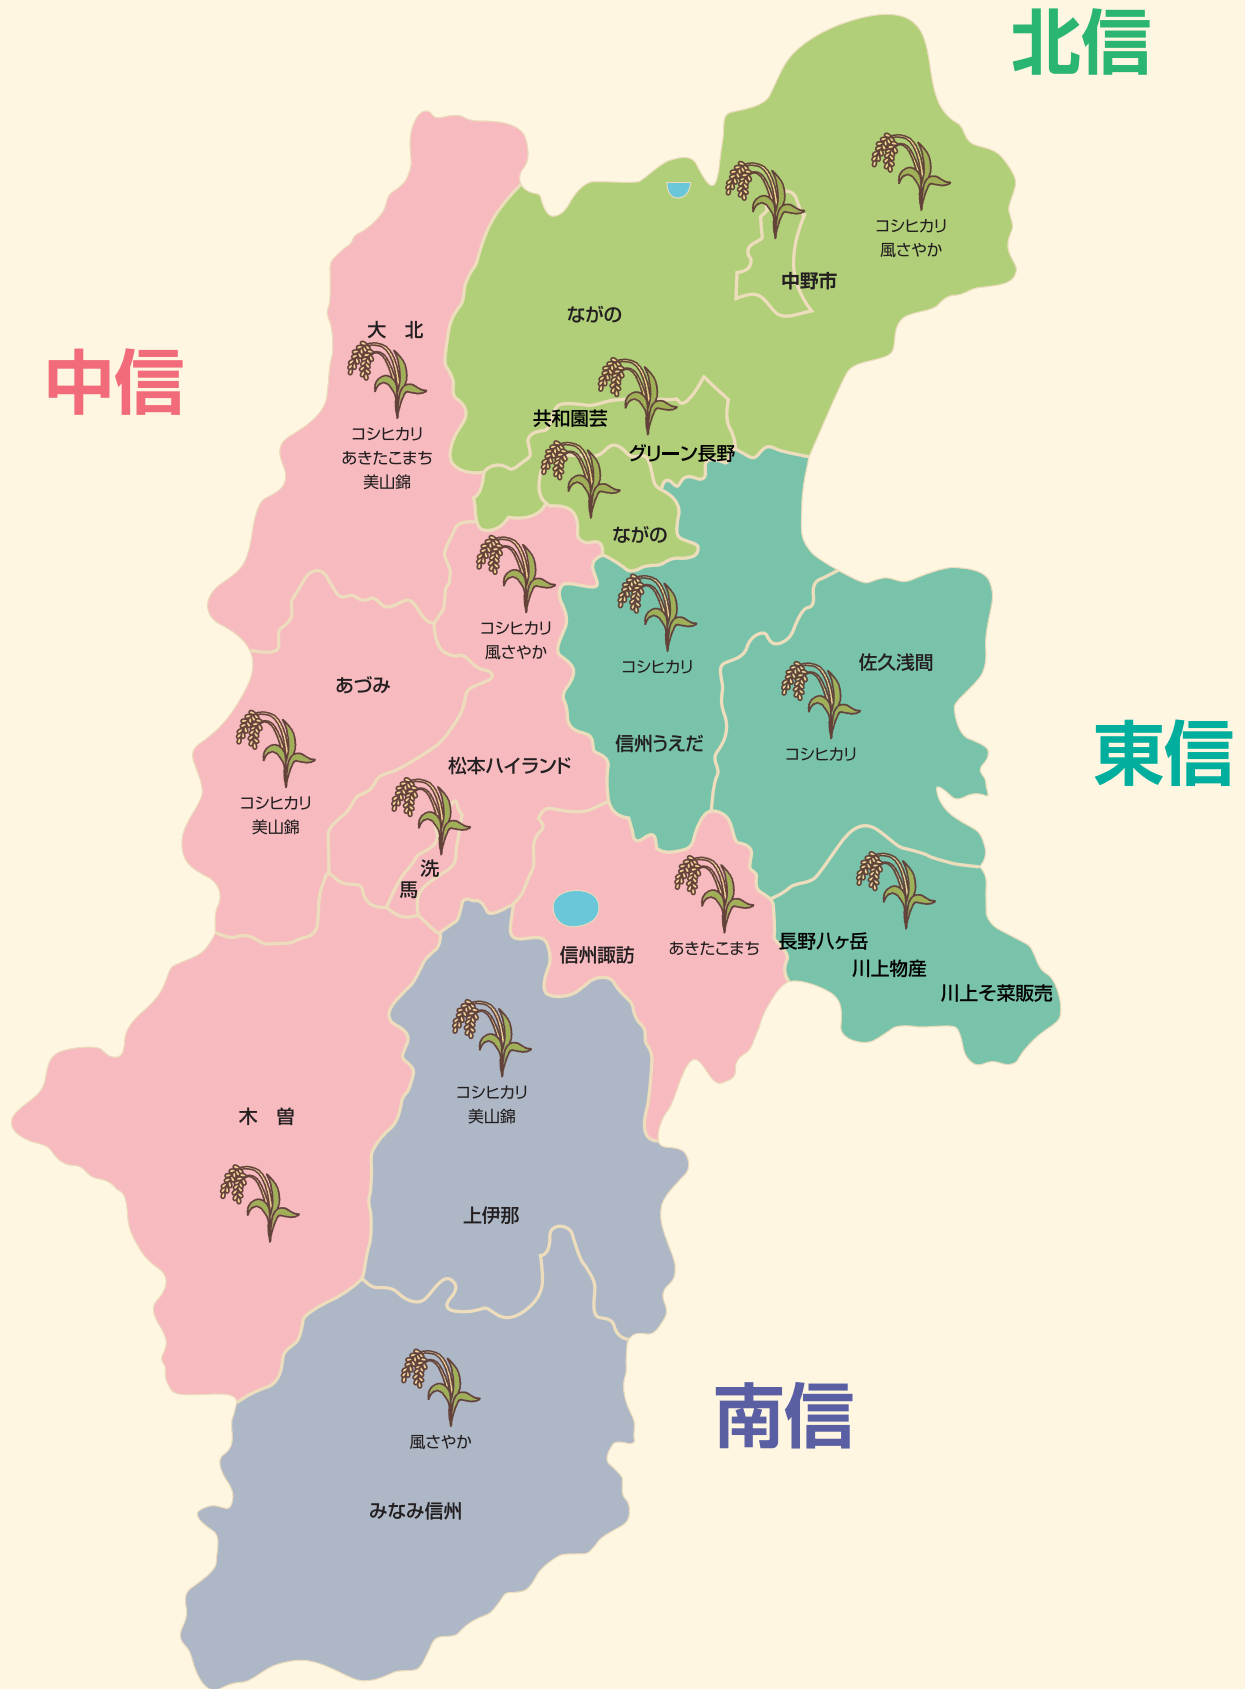 北信
コシヒカリ
風さやか
中野市
ながの
大 北
中信
コシヒカリ
あきたこまち
美山錦
共和園芸
グリーン長野
ながの
コシヒカリ
風さやか
コシヒカリ
佐久浅間
あづみ
信州うえだ
コシヒカリ
東信
松本ハイランド
コシヒカリ
美山錦
洗
馬
信州諏訪
あきたこまち
長野八ヶ岳
川上物産
川上そ菜販売
コシヒカリ
美山錦
木 曽
上伊那
南信
風さやか
みなみ信州